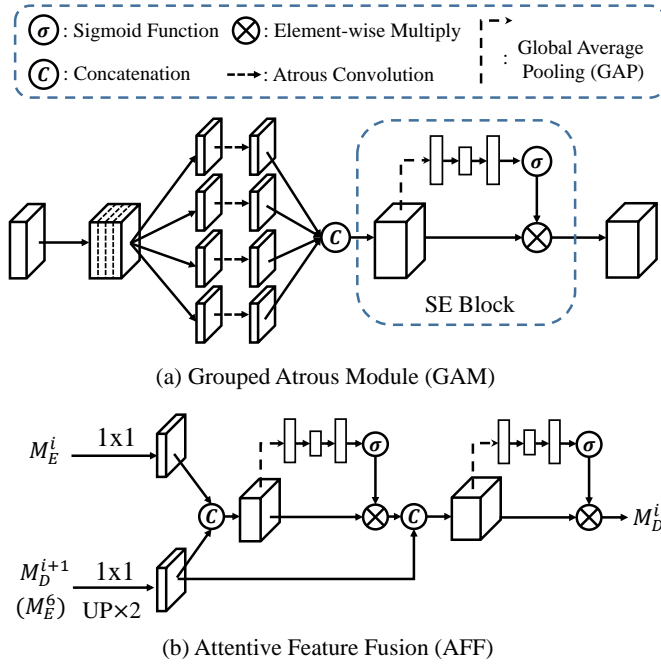 σ : Sigmoid Function ⊗ : Element-wise Multiply
C : Concatenation : Atrous Convolution : Global Average
Pooling (GAP)
σ
C
SE Block
(a) Grouped Atrous Module (GAM)
M_E^i 1x1 σ σ
C C M_D^i
M_D^{i+1} 1x1
(M_E^6) UP×2
(b) Attentive Feature Fusion (AFF)